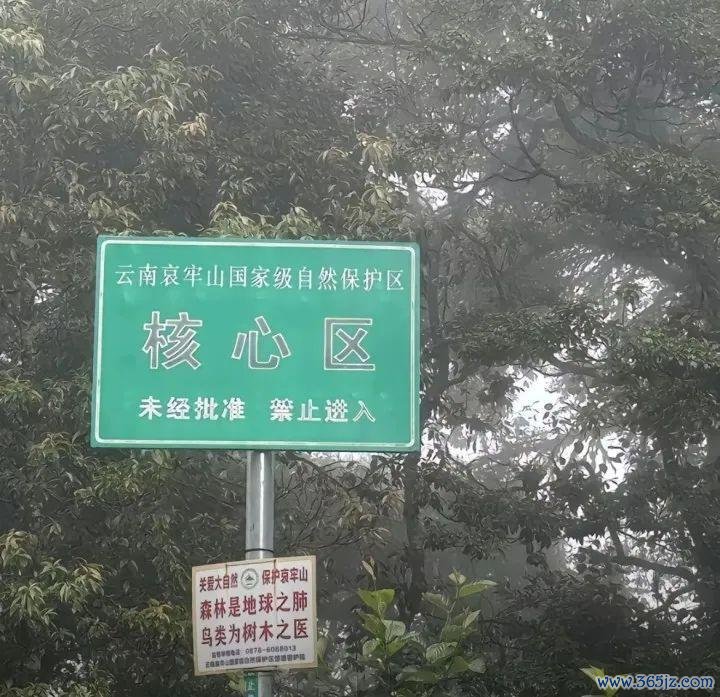 云南哀牢山国家级自然保护区
核心区
未经批准 禁止进入
关爱大自然 保护哀牢山
森林是地球之肺
鸟类为树木之医
0878-6088013
www.365jz.com